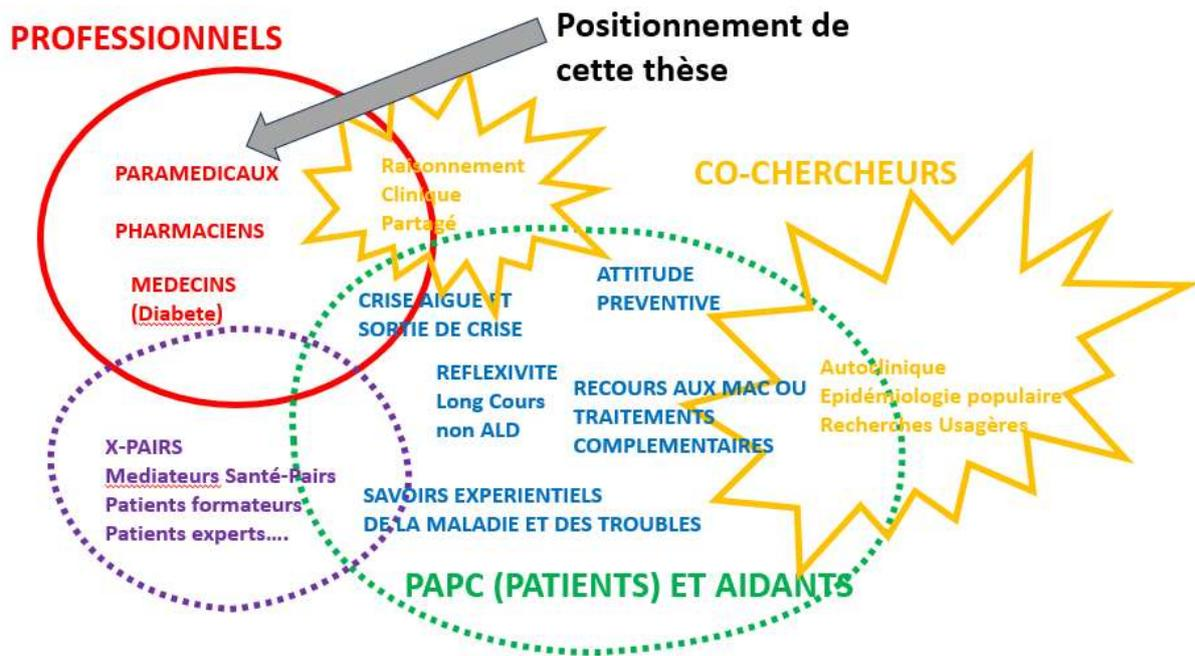 PROFESSIONNELS
Positionnement de
cette thèse
PARAMEDICAUX
PHARMACIENS
MEDECINS
(Diabete)
Raisonnement
Clinique
Partagé
CO-CHERCHEURS
CRISE AIGUE ET
SORTIE DE CRISE
ATTITUDE
PREVENTIVE
REFLEXIVITE
Long Cours
non ALD
RECOURS AUX MAC OU
TRAITEMENTS
COMPLEMENTAIRES
Autoclinique
Epidémiologie populaire
Recherches Usagères
X-PAIRS
Mediateurs Santé-Pairs
Patients formateurs
Patients experts....
SAVOIRS EXPERIENTIELS
DE LA MALADIE ET DES TROUBLES
PAPC (PATIENTS) ET AIDANTS